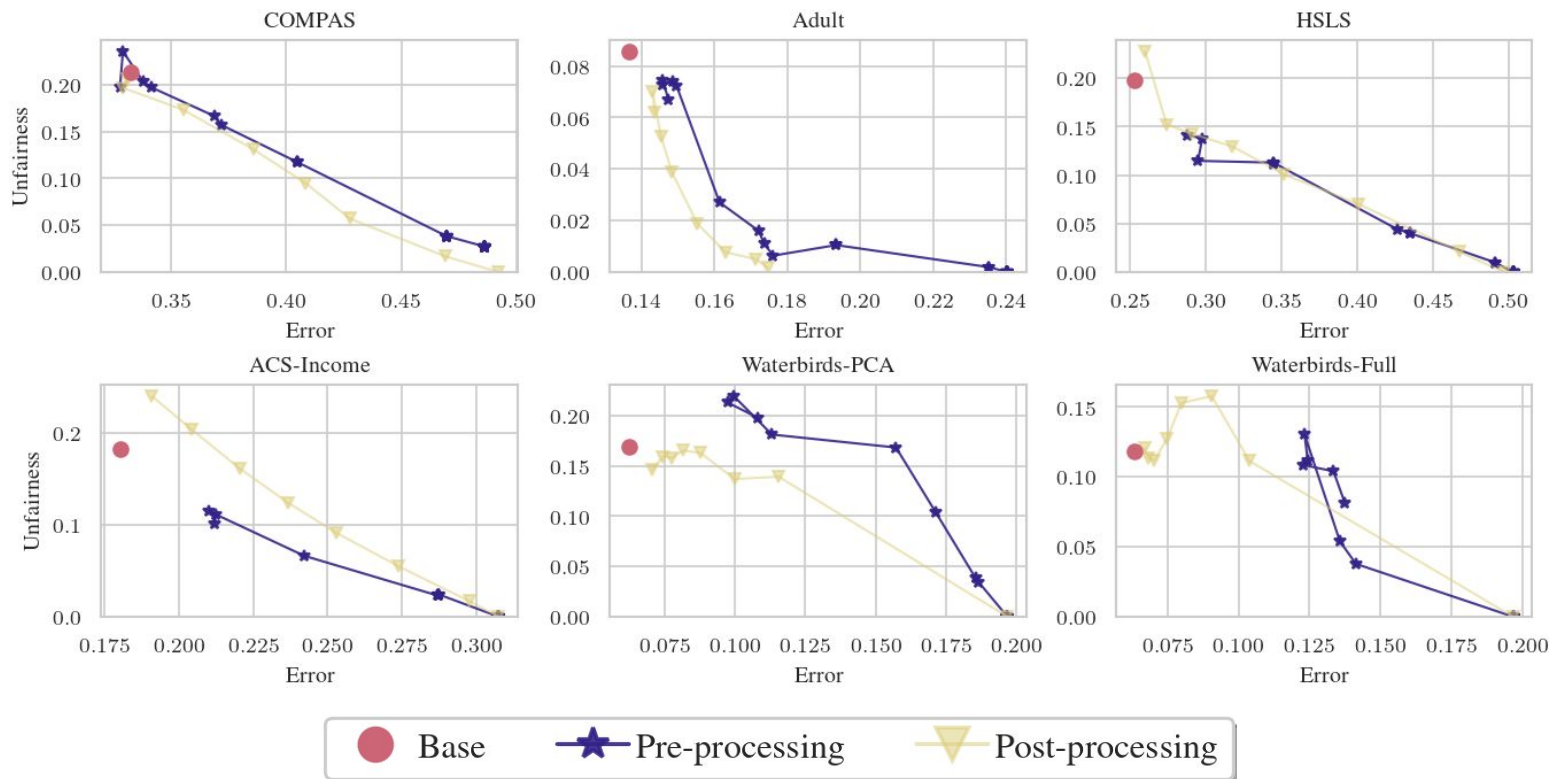 COMPAS
Adult
HSLS
Unfairness
0.20
0.15
0.10
0.05
0.00
0.08
0.06
0.04
0.02
0.00
0.20
0.15
0.10
0.05
0.00
0.35 0.40 0.45 0.50
0.14 0.16 0.18 0.20 0.22 0.24
0.25 0.30 0.35 0.40 0.45 0.50
Error
Error
Error
ACS-Income
Waterbirds-PCA
Waterbirds-Full
Unfairness
0.2
0.1
0.0
0.20
0.15
0.10
0.05
0.00
0.15
0.10
0.05
0.00
0.175 0.200 0.225 0.250 0.275 0.300
0.075 0.100 0.125 0.150 0.175 0.200
0.075 0.100 0.125 0.150 0.175 0.200
Error
Error
Error
Base Pre-processing Post-processing